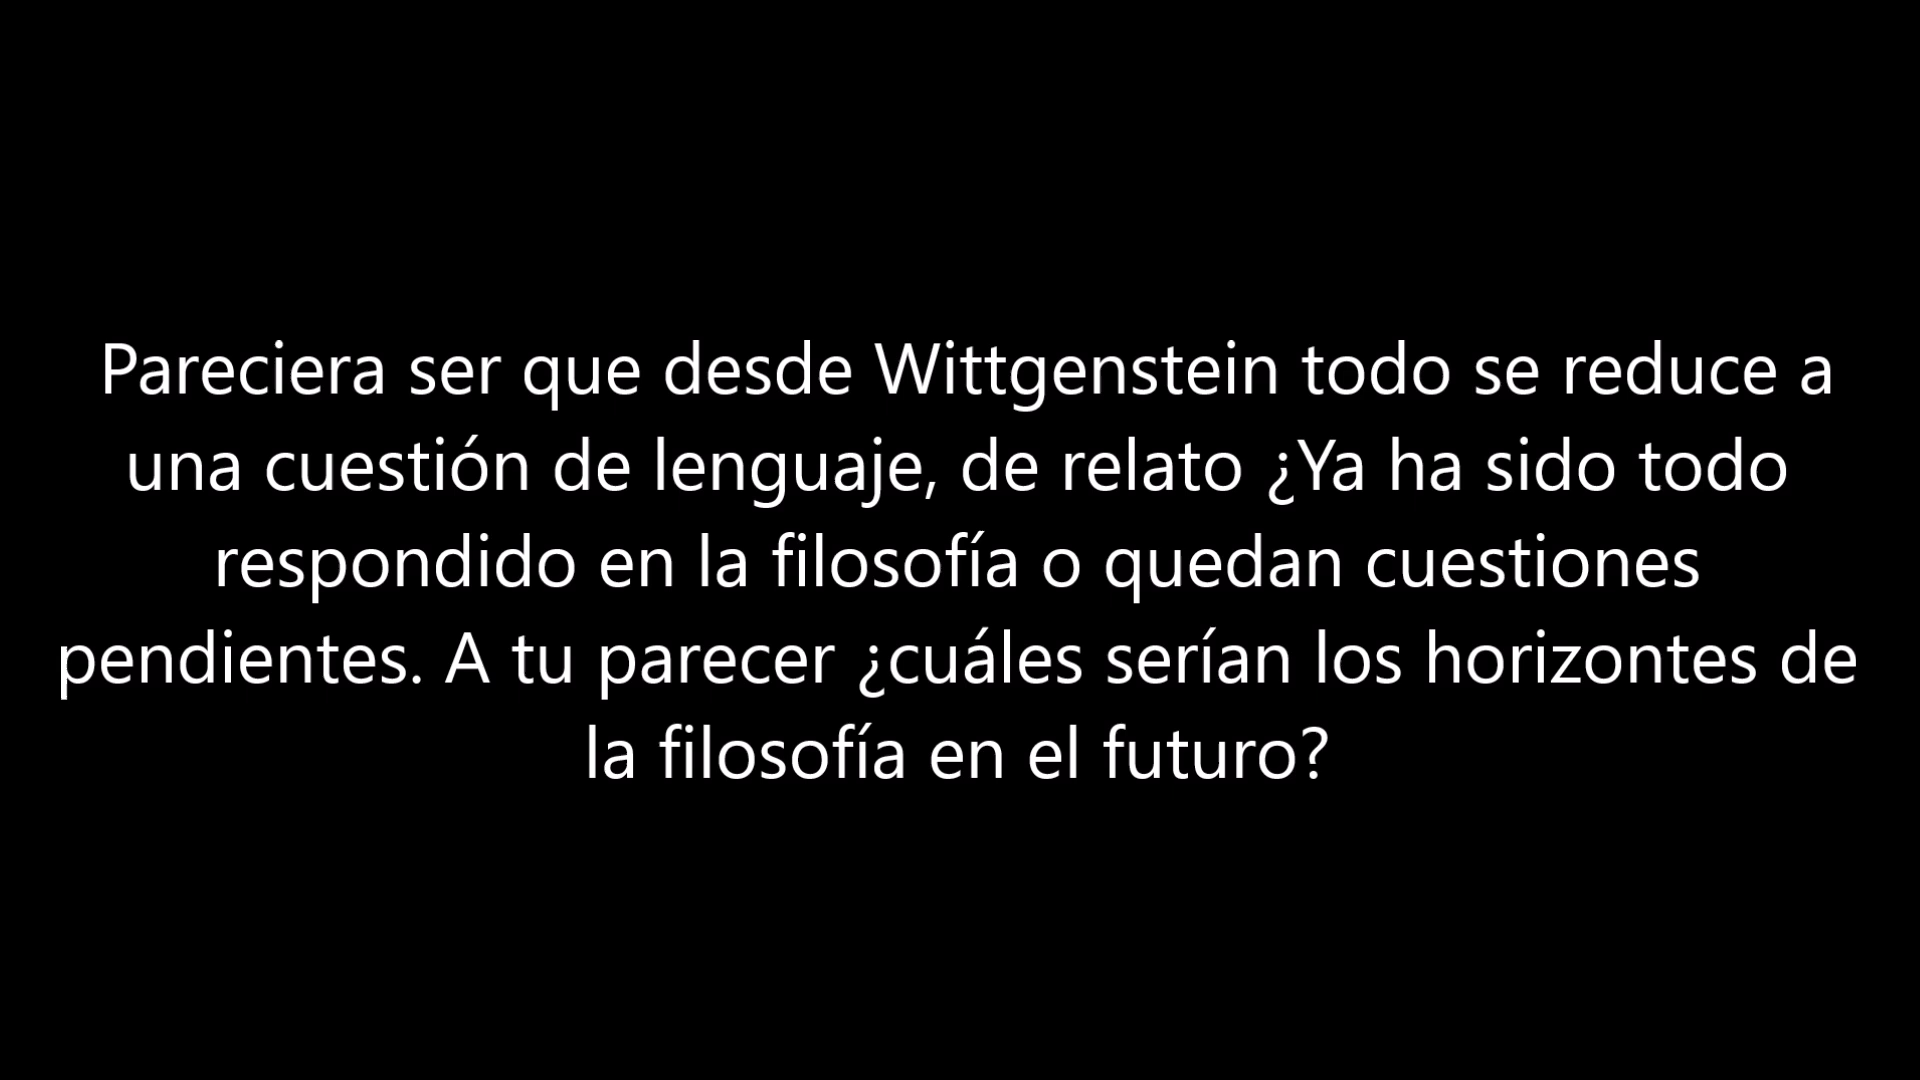 Pareciera ser que desde Wittgenstein todo se reduce a
una cuestión de lenguaje, de relato ¿Ya ha sido todo
respondido en la filosofía o quedan cuestiones
pendientes. A tu parecer ¿cuáles serían los horizontes de
la filosofía en el futuro?